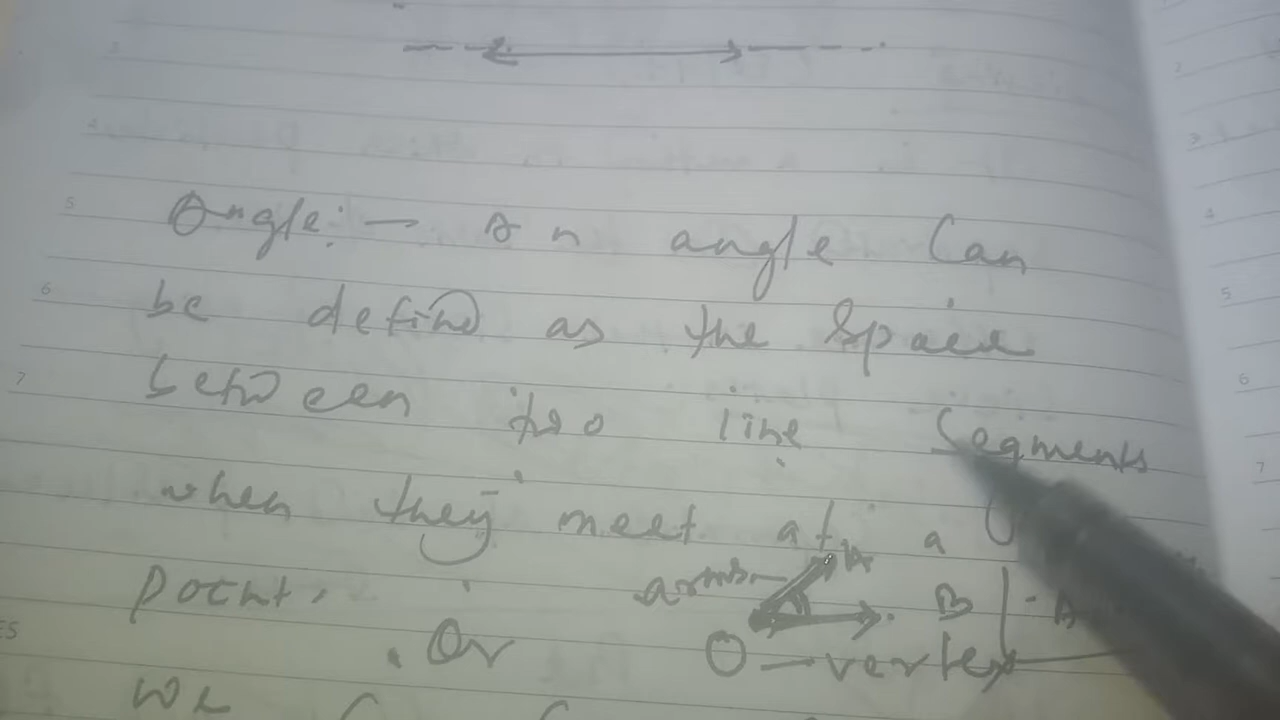 Angle:- An angle Can
be defind as the Space
between two line Segments
when they meet at a
point.
arms A
B A
Or O - vertex